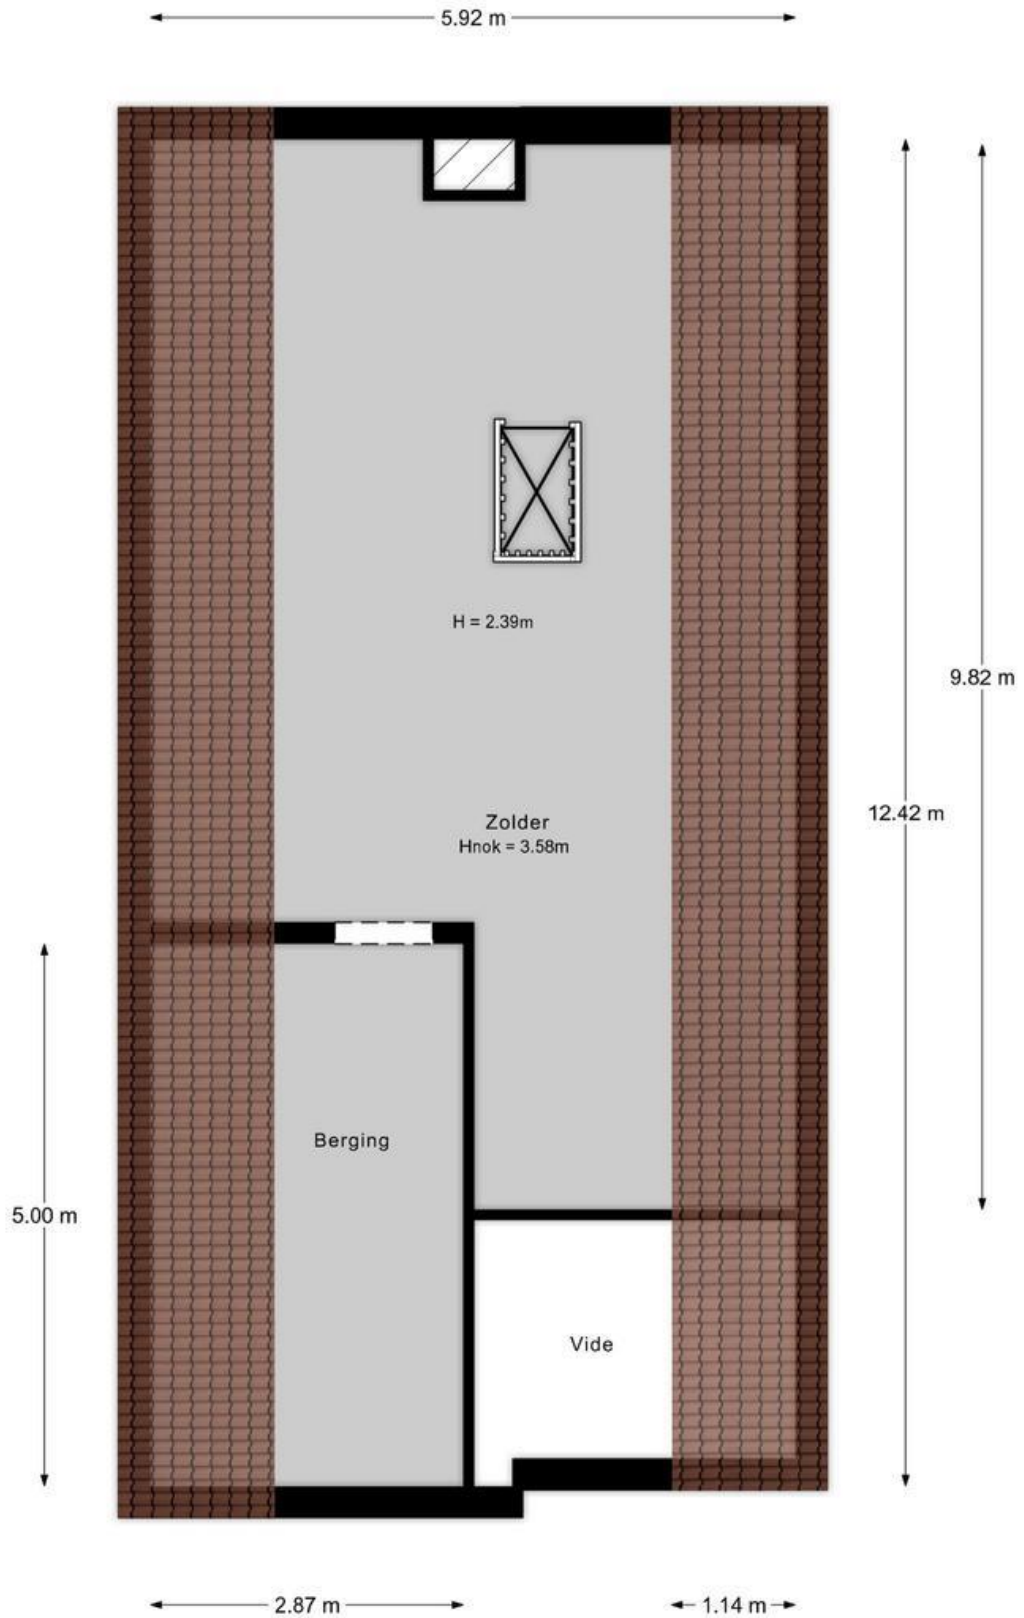 5.92 m
H = 2.39m
9.82 m
12.42 m
Zolder
Hnok = 3.58m
Berging
5.00 m
Vide
2.87 m
1.14 m